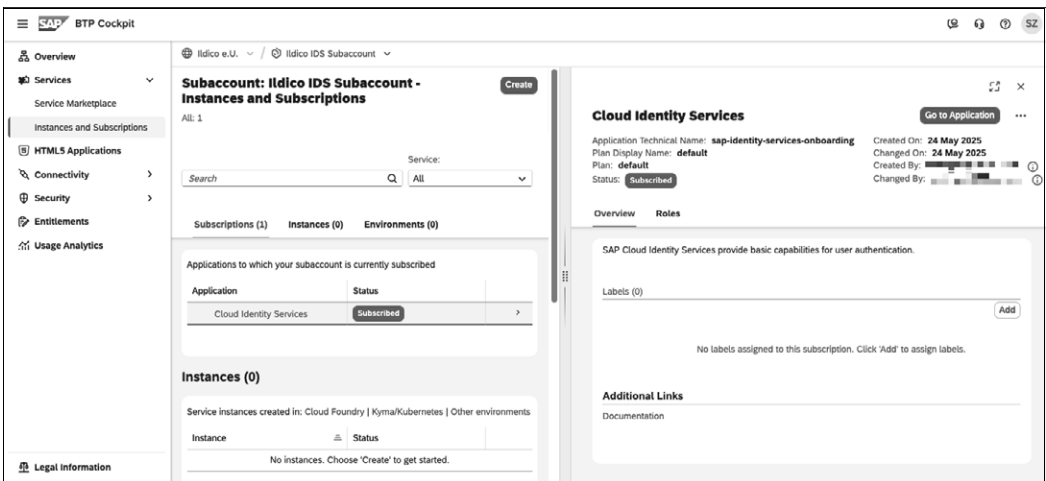 SAP BTP Cockpit
SZ
Overview
Services
Service Marketplace
Instances and Subscriptions
HTML5 Applications
Connectivity
Security
Entitlements
Usage Analytics
Legal Information
Ildico e.U. / Ildico IDS Subaccount
Subaccount: Ildico IDS Subaccount -
Instances and Subscriptions
Create
All: 1
Service:
Search
All
Subscriptions (1) Instances (0) Environments (0)
Applications to which your subaccount is currently subscribed
Application Status
Cloud Identity Services Subscribed
Instances (0)
Service instances created in: Cloud Foundry | Kyma/Kubernetes | Other environments
Instance Status
No instances. Choose 'Create' to get started.
Cloud Identity Services
Go to Application
Application Technical Name: sap-identity-services-onboarding
Plan Display Name: default
Plan: default
Status: Subscribed
Created On: 24 May 2025
Changed On: 24 May 2025
Created By:
Changed By:
Overview Roles
SAP Cloud Identity Services provide basic capabilities for user authentication.
Labels (0)
Add
No labels assigned to this subscription. Click 'Add' to assign labels.
Additional Links
Documentation